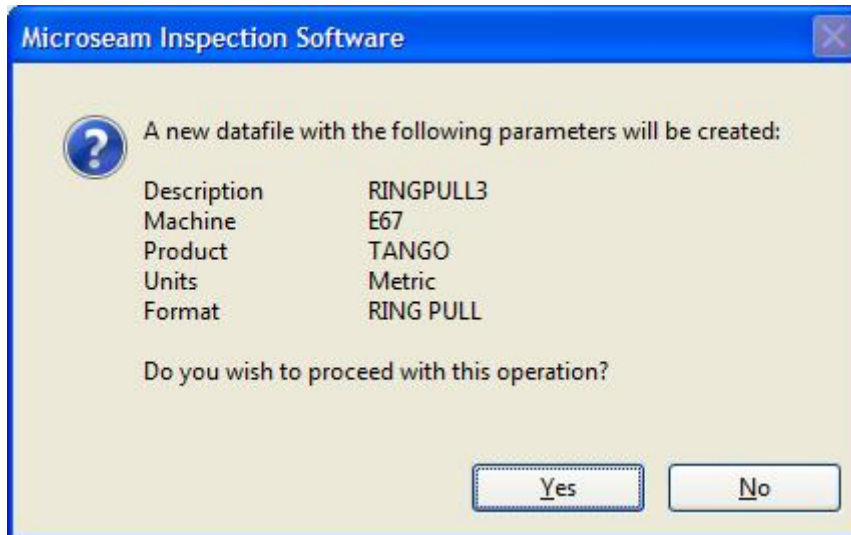 Microseam Inspection Software
A new datafile with the following parameters will be created:
Description RINGPULL3
Machine E67
Product TANGO
Units Metric
Format RING PULL
Do you wish to proceed with this operation?
Yes No